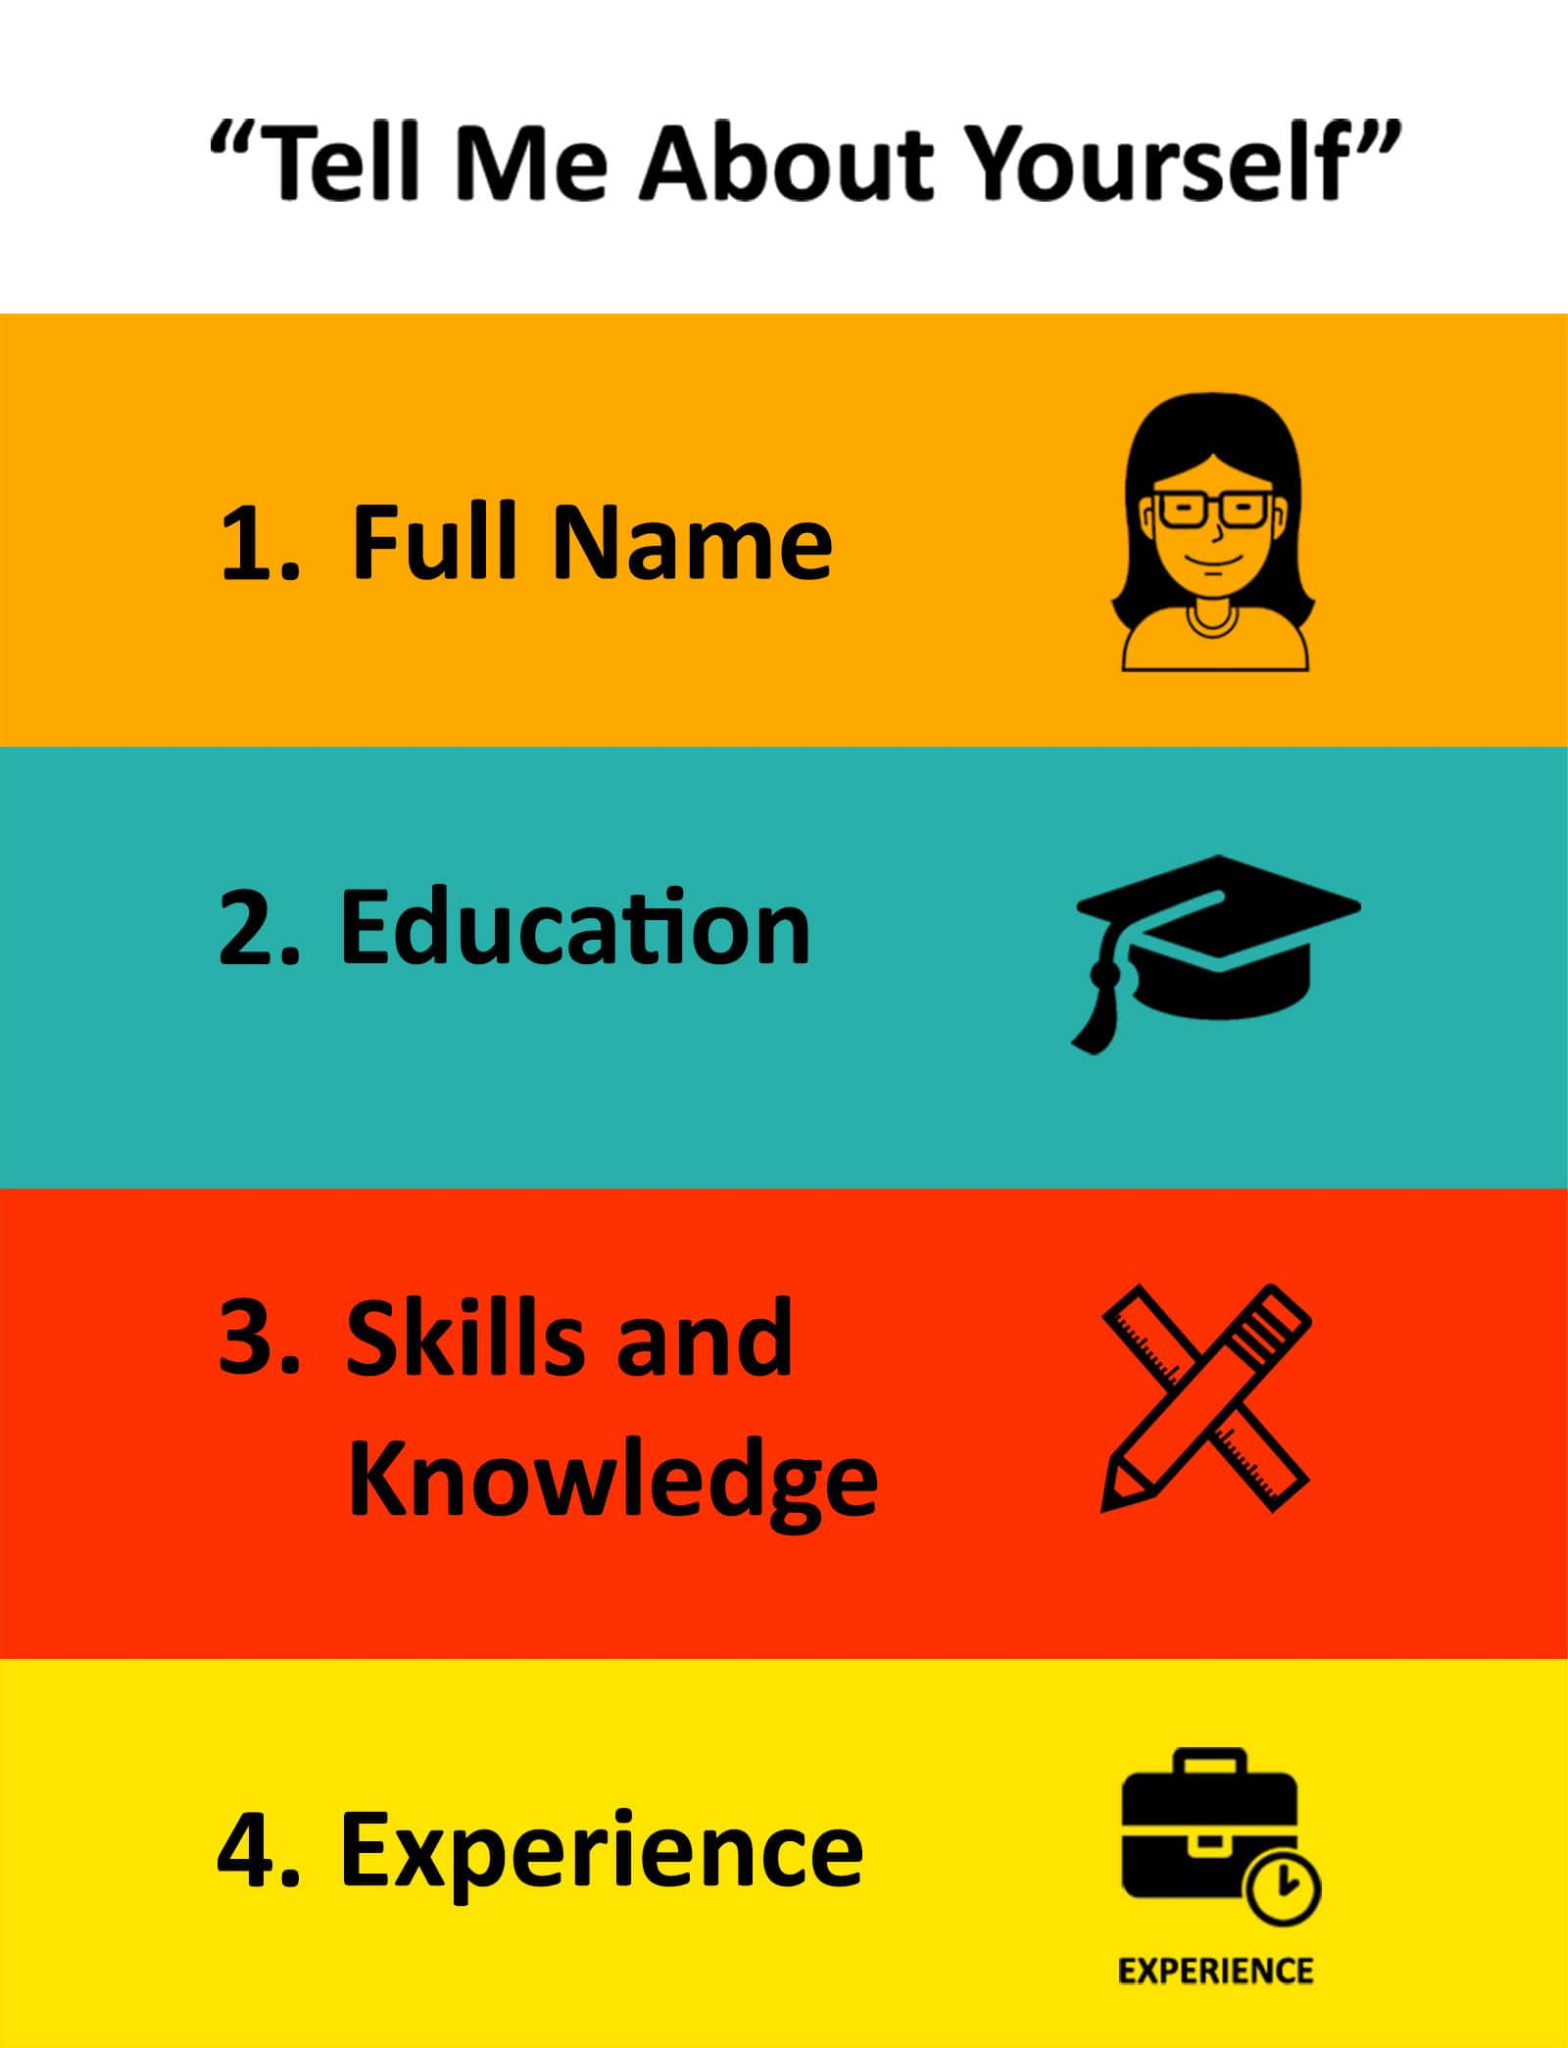 “Tell Me About Yourself”
1. Full Name
2. Education
3. Skills and
Knowledge
4. Experience
EXPERIENCE